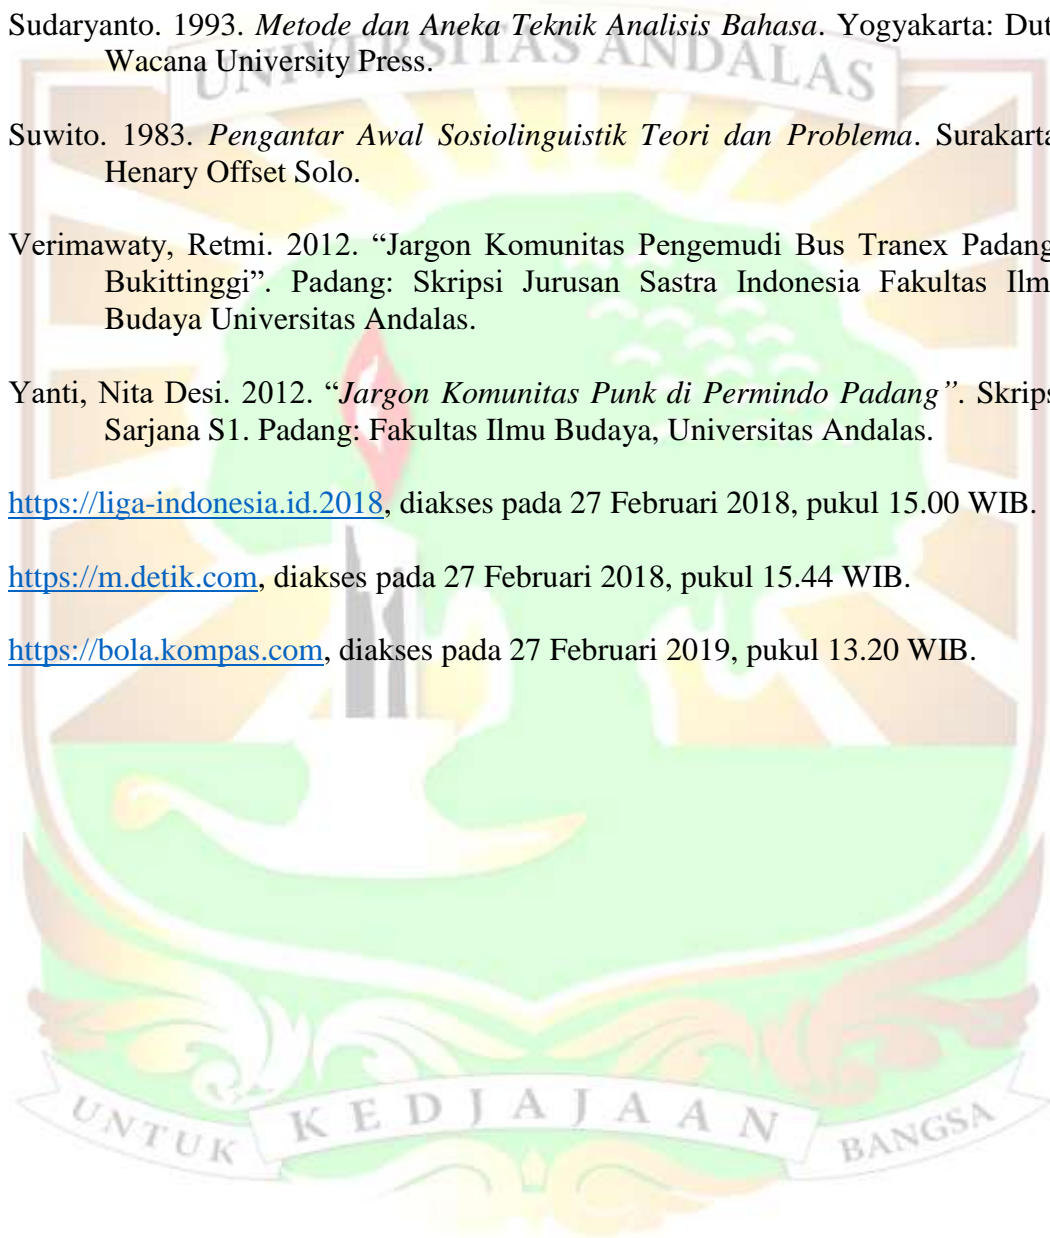 Sudaryanto. 1993. Metode dan Aneka Teknik Analisis Bahasa. Yogyakarta: Dut
Wacana University Press.
UNIVERSITAS ANDALAS
Suwito. 1983. Pengantar Awal Sosiolinguistik Teori dan Problema. Surakarta
Henary Offset Solo.
Verimawaty, Retmi. 2012. “Jargon Komunitas Pengemudi Bus Tranex Padang
Bukittinggi”. Padang: Skripsi Jurusan Sastra Indonesia Fakultas Ilm
Budaya Universitas Andalas.
Yanti, Nita Desi. 2012. “Jargon Komunitas Punk di Permindo Padang”. Skrips
Sarjana S1. Padang: Fakultas Ilmu Budaya, Universitas Andalas.
https://liga-indonesia.id.2018, diakses pada 27 Februari 2018, pukul 15.00 WIB.
https://m.detik.com, diakses pada 27 Februari 2018, pukul 15.44 WIB.
https://bola.kompas.com, diakses pada 27 Februari 2019, pukul 13.20 WIB.
UNTUK KEDJAJAAN BANGSA